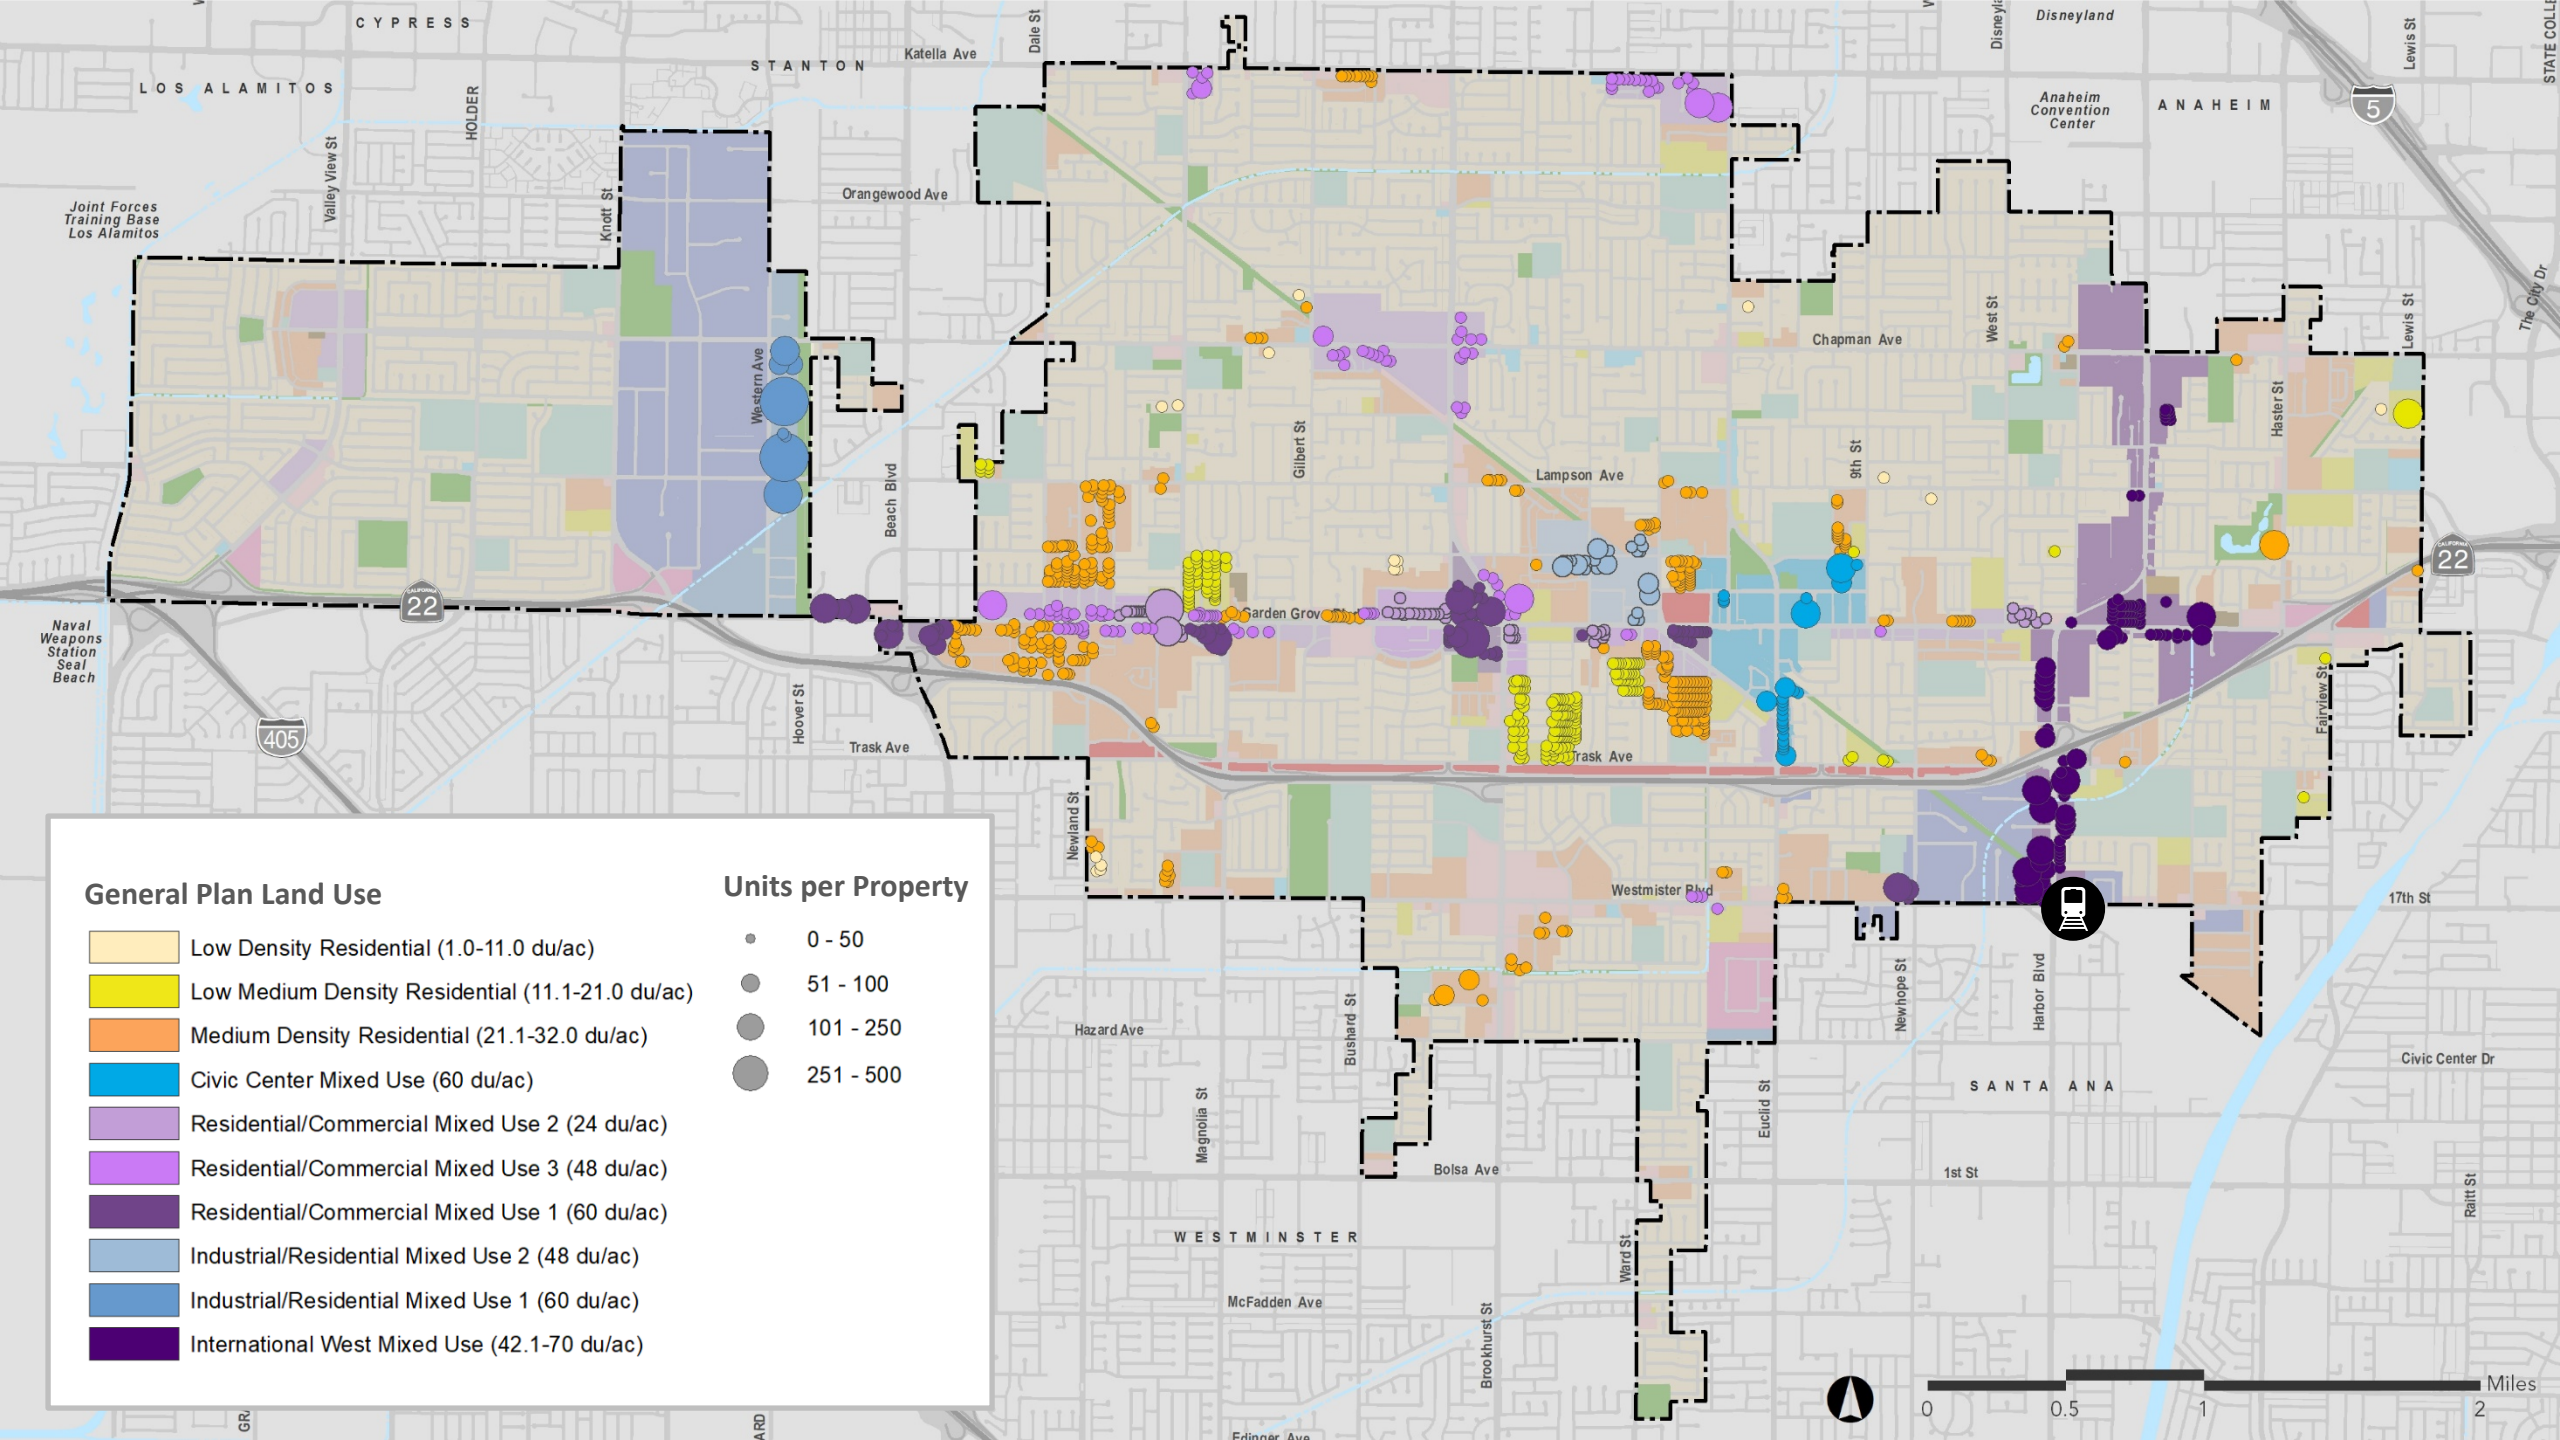 CYPRESS
Disneyland
Lewis St
Dale St
Katella Ave
STANTON
LOS ALAMITOS
HOLDER
Anaheim
Convention
Center
ANAHEIM
5
Valley View St
Orangewood Ave
Knott St
Joint Forces
Training Base
Los Alamitos
The City Dr
West St
Lewis St
Chapman Ave
Western Ave
Haster St
Gilbert St
9th St
Lampson Ave
Beach Blvd
CALIFORNIA
22
CALIFORNIA
22
Garden Grov
Naval
Weapons
Station
Seal
Beach
Hoover St
Fairview St
405
Trask Ave
Trask Ave
Newland St
Westmister Blvd
17th St
General Plan Land Use
Low Density Residential (1.0-11.0 du/ac)
Low Medium Density Residential (11.1-21.0 du/ac)
Medium Density Residential (21.1-32.0 du/ac)
Civic Center Mixed Use (60 du/ac)
Residential/Commercial Mixed Use 2 (24 du/ac)
Residential/Commercial Mixed Use 3 (48 du/ac)
Residential/Commercial Mixed Use 1 (60 du/ac)
Industrial/Residential Mixed Use 2 (48 du/ac)
Industrial/Residential Mixed Use 1 (60 du/ac)
International West Mixed Use (42.1-70 du/ac)
Units per Property
0 - 50
51 - 100
101 - 250
251 - 500
Hazard Ave
Bushard St
Newhope St
Harbor Blvd
Civic Center Dr
SANTA ANA
Magnolia St
Euclid St
Bolsa Ave
1st St
Raitt St
WESTMINSTER
Ward St
McFadden Ave
Brookhurst St
Edinger Ave
Miles
0
0.5
1
2